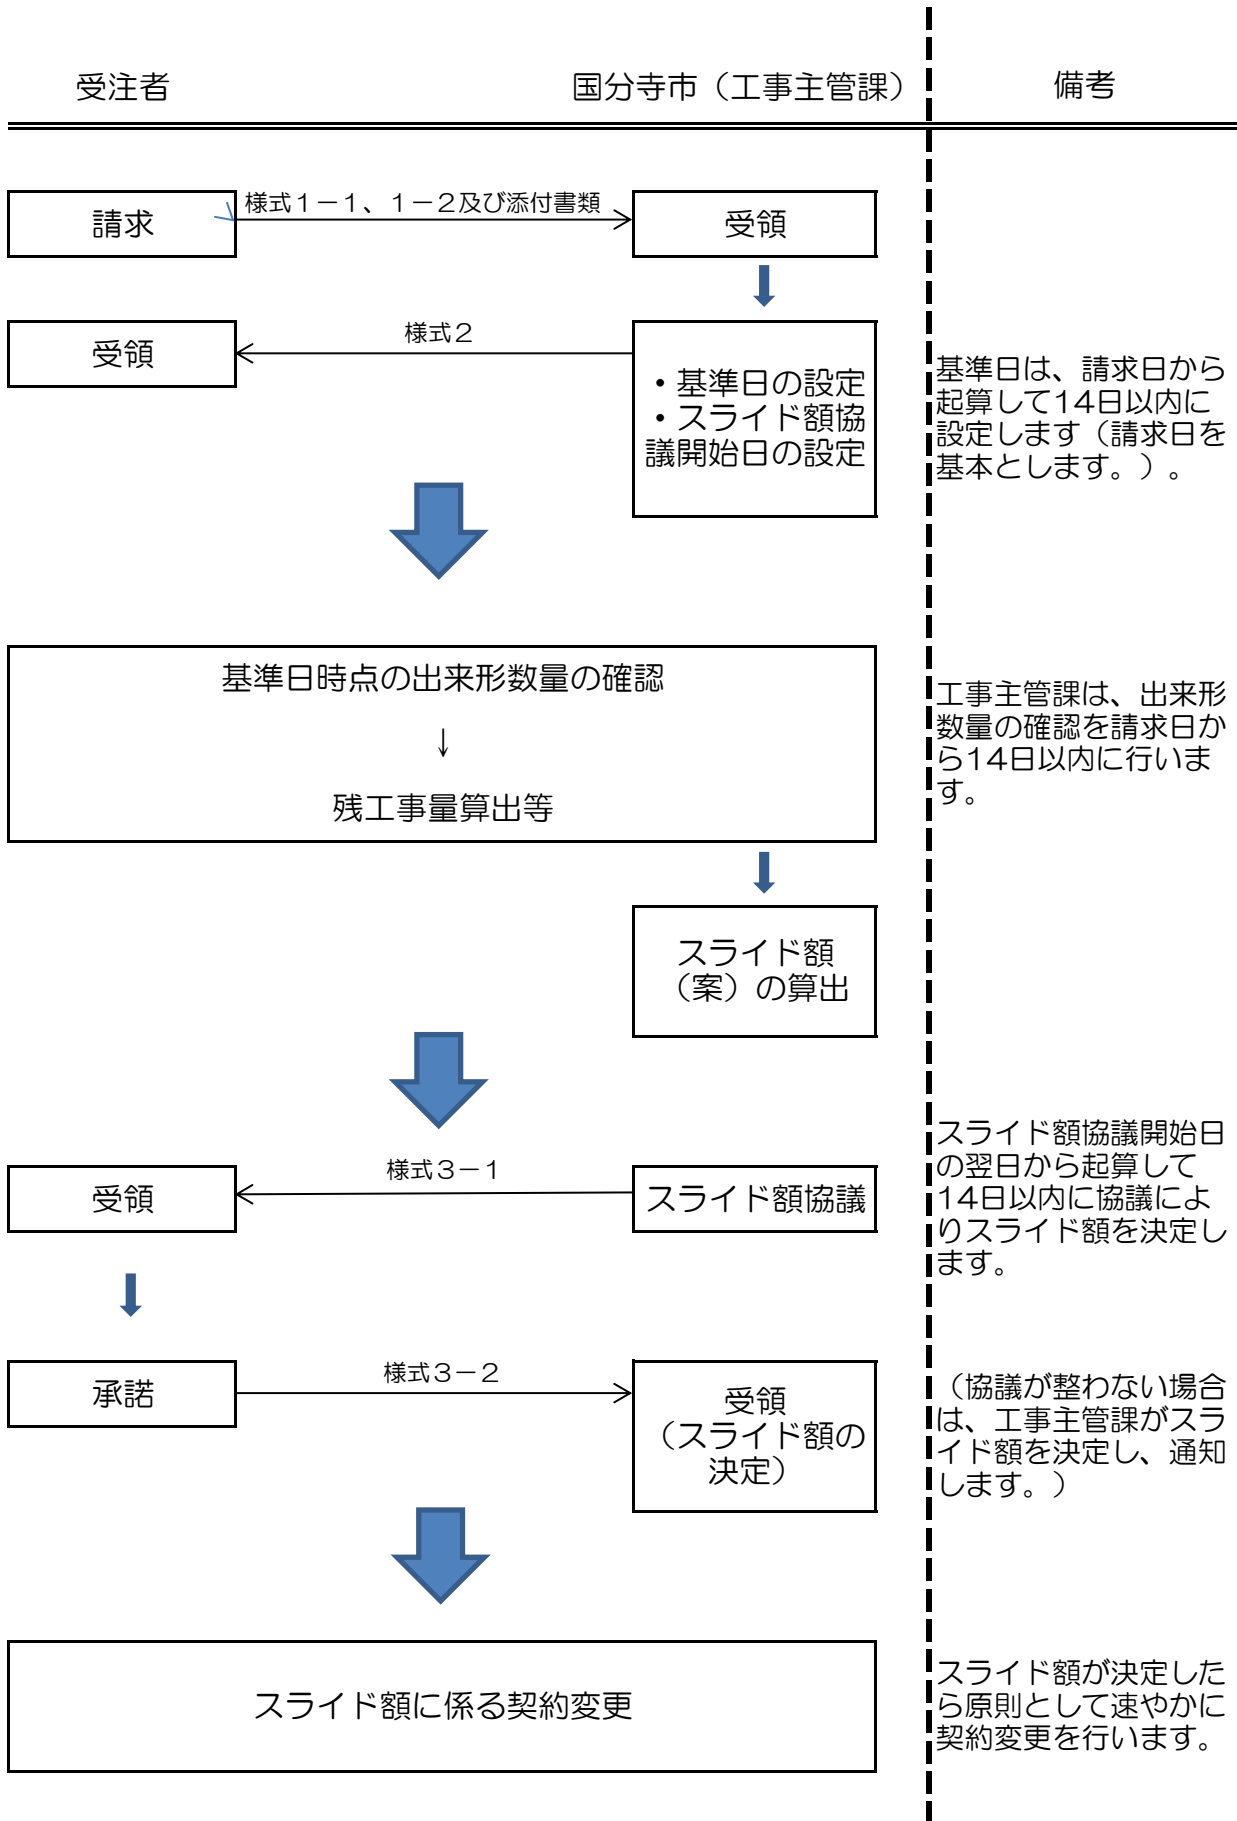 受注者
国分寺市（工事主管課）
備考
請求
様式１－１、１－２及び添付書類
受領
受領
様式２
・基準日の設定
・スライド額協
議開始日の設定
基準日は、請求日から
起算して14日以内に
設定します（請求日を
基本とします。）。
基準日時点の出来形数量の確認
↓
残工事量算出等
工事主管課は、出来形
数量の確認を請求日か
ら14日以内に行いま
す。
スライド額
（案）の算出
受領
様式３－１
スライド額協議
スライド額協議開始日
の翌日から起算して
14日以内に協議によ
りスライド額を決定し
ます。
承諾
様式３－２
受領
（スライド額の
決定）
（協議が整わない場合
は、工事主管課がスラ
イド額を決定し、通知
します。）
スライド額に係る契約変更
スライド額が決定した
ら原則として速やかに
契約変更を行います。